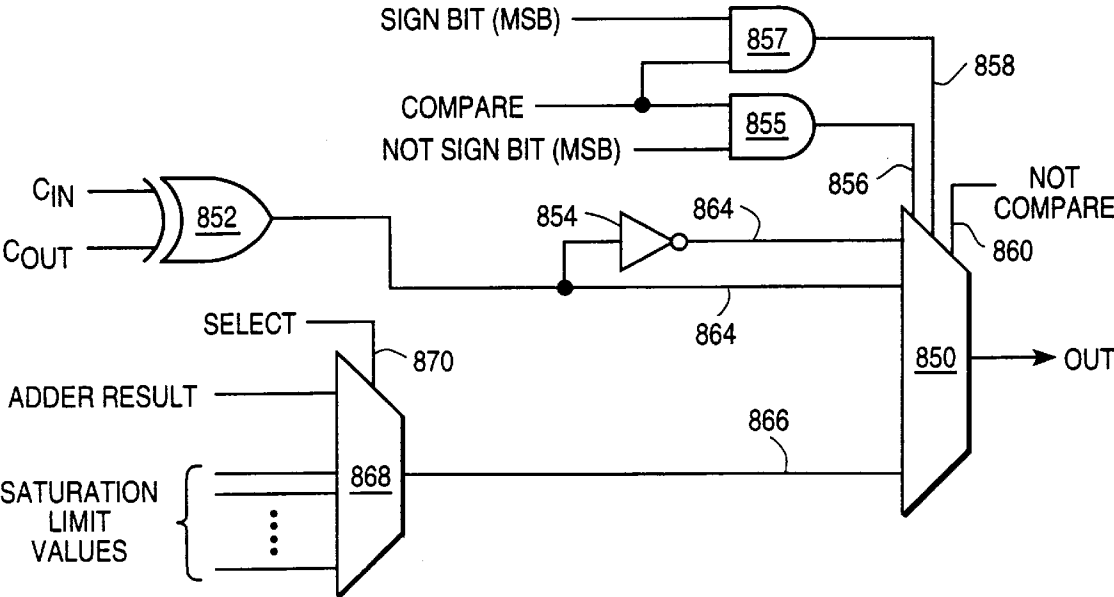 SIGN BIT (MSB)
857
858
COMPARE
855
NOT SIGN BIT (MSB)
856
NOT
COMPARE
860
CIN
852
COUT
854
864
864
SELECT
870
850
OUT
ADDER RESULT
866
868
SATURATION
LIMIT
VALUES